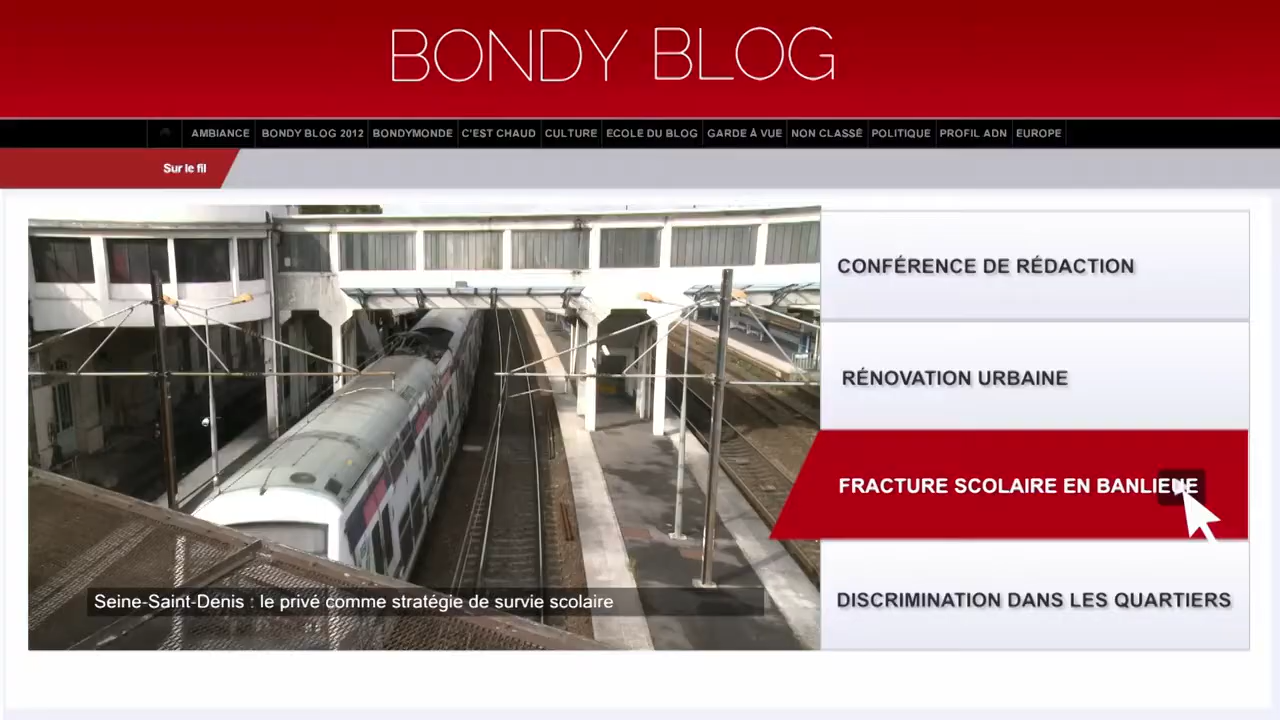 BONDY BLOG
AMBIANCE BONDY BLOG 2012 BONDYMONDE C'EST CHAUD CULTURE ECOLE DU BLOG GARDE À VUE NON CLASSÉ POLITIQUE PROFIL ADN EUROPE
Sur le fil
CONFÉRENCE DE RÉDACTION
RÉNOVATION URBAINE
FRACTURE SCOLAIRE EN BANLIEUE
DISCRIMINATION DANS LES QUARTIERS
Seine-Saint-Denis : le privé comme stratégie de survie scolaire